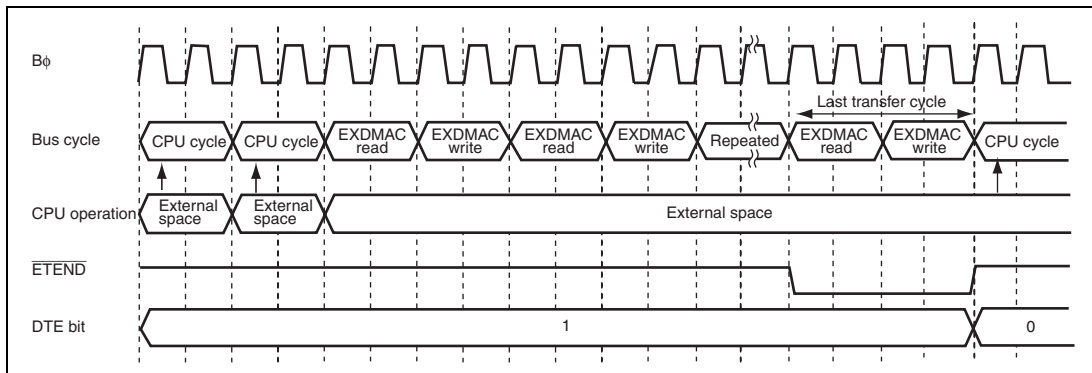 Bϕ
Last transfer cycle
Bus cycle
CPU cycle
CPU cycle
EXDMAC
read
EXDMAC
write
EXDMAC
read
EXDMAC
write
Repeated
EXDMAC
read
EXDMAC
write
CPU cycle
CPU operation
External
space
External
space
External space
ETEND
DTE bit
1
0